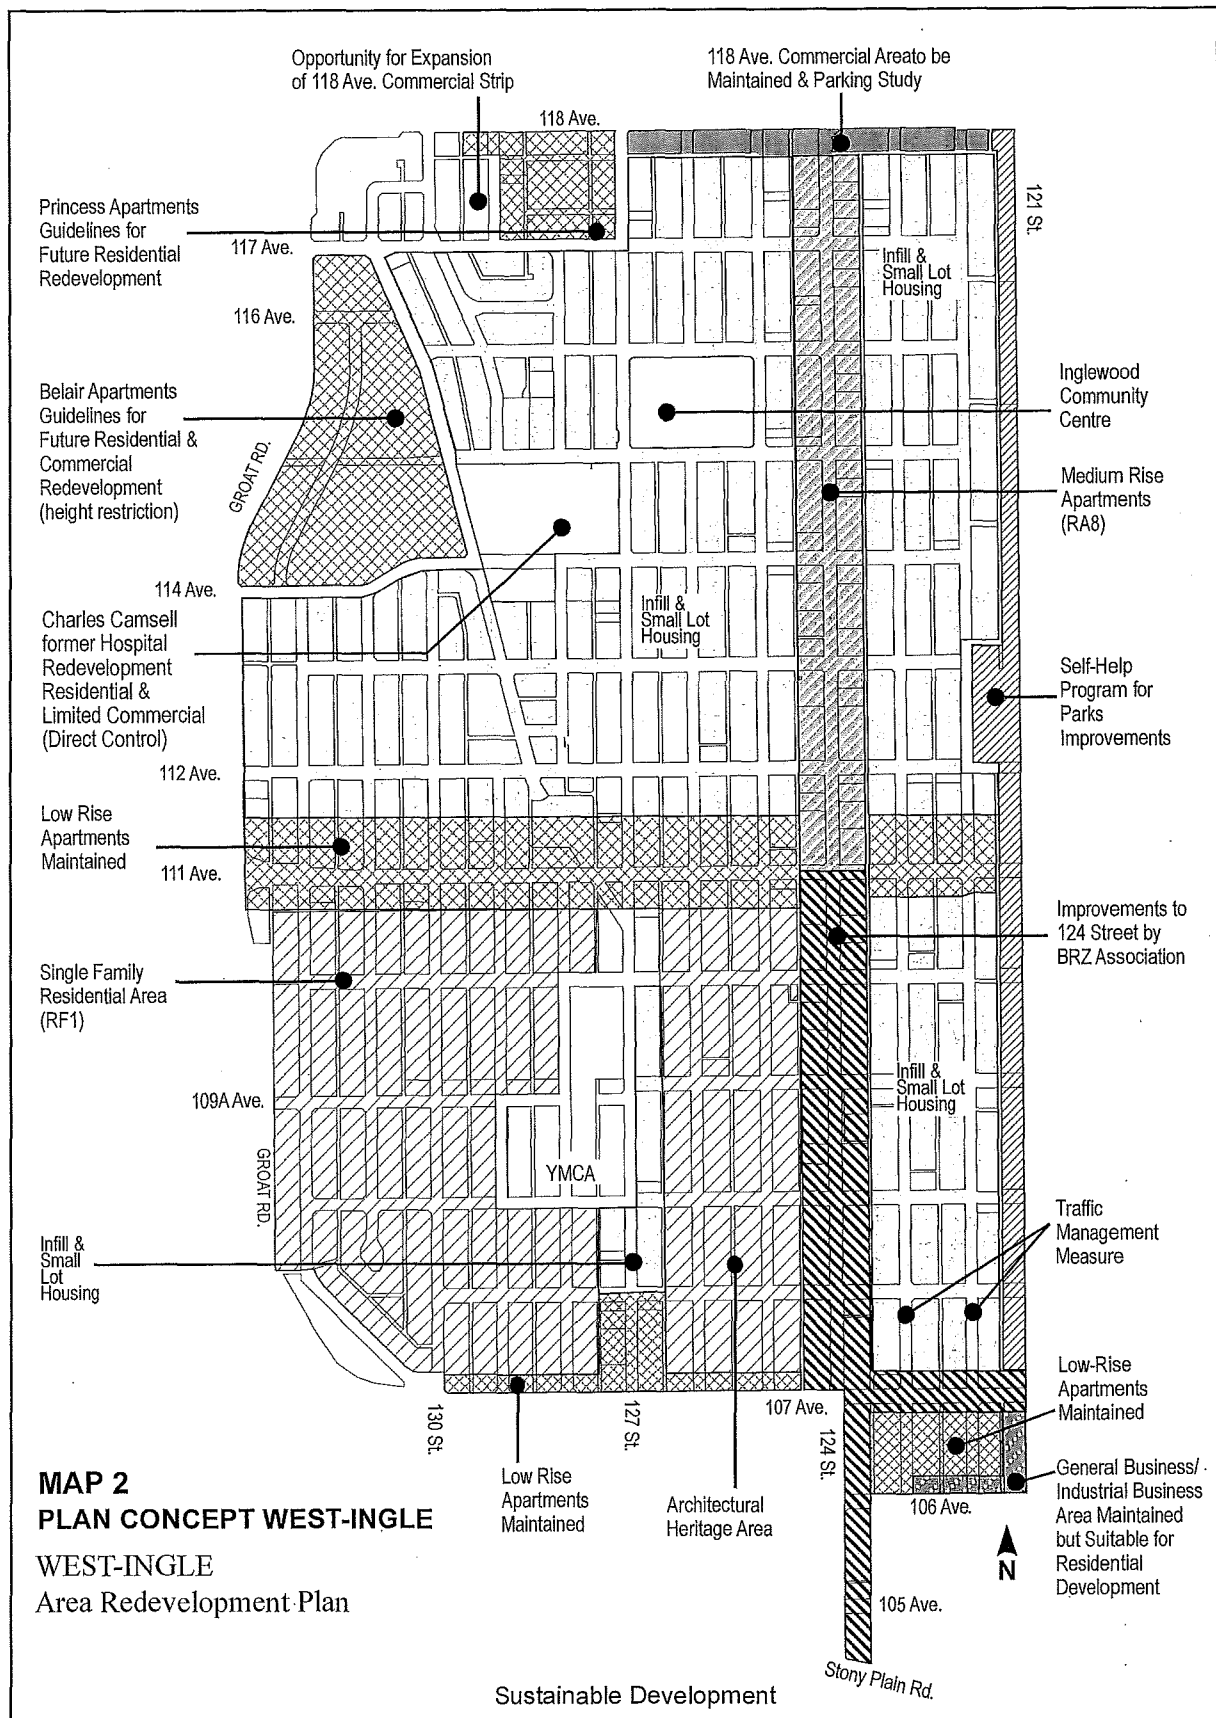 Opportunity for Expansion
of 118 Ave. Commercial Strip
118 Ave. Commercial Areato be
Maintained & Parking Study
118 Ave.
121 St.
Princess Apartments
Guidelines for
Future Residential
Redevelopment
117 Ave.
Infill &
Small Lot
Housing
116 Ave.
Belair Apartments
Guidelines for
Future Residential &
Commercial
Redevelopment
(height restriction)
GROAT RD.
Inglewood
Community
Centre
Medium Rise
Apartments
(RA8)
114 Ave.
Charles Camsell
former Hospital
Redevelopment
Residential &
Limited Commercial
(Direct Control)
Infill &
Small Lot
Housing
Self-Help
Program for
Parks
Improvements
112 Ave.
Low Rise
Apartments
Maintained
111 Ave.
Improvements to
124 Street by
BRZ Association
Single Family
Residential Area
(RF1)
Infill &
Small Lot
Housing
109A Ave.
GROAT RD.
YMCA
Traffic
Management
Measure
Infill &
Small
Lot
Housing
Low-Rise
Apartments
Maintained
130 St.
127 St.
107 Ave.
124 St.
Low Rise
Apartments
Maintained
Architectural
Heritage Area
106 Ave.
General Business/
Industrial Business
Area Maintained
but Suitable for
Residential
Development
N
MAP 2
PLAN CONCEPT WEST-INGLE
WEST-INGLE
Area Redevelopment Plan
105 Ave.
Stony Plain Rd.
Sustainable Development